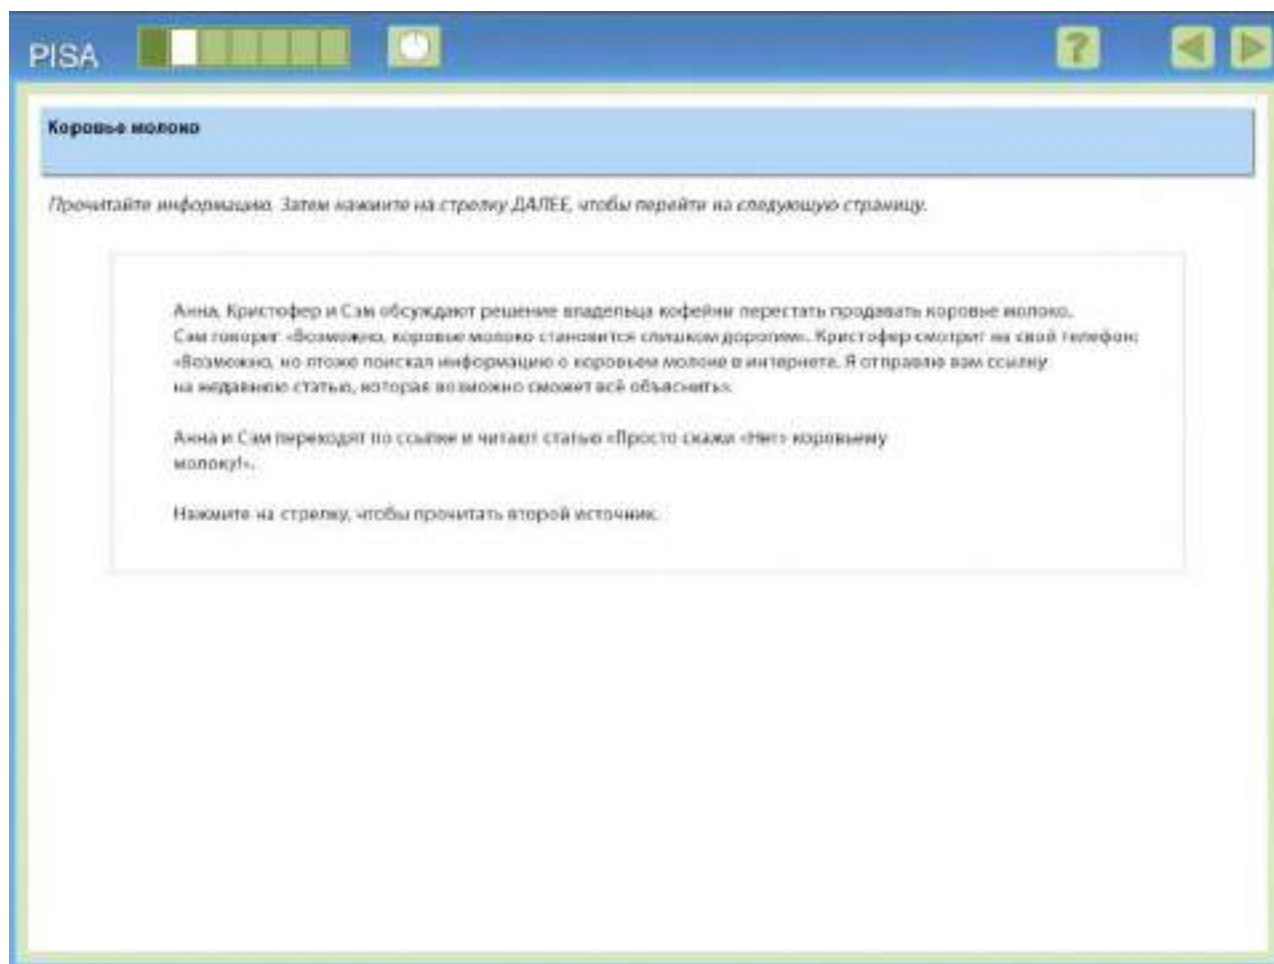 PISA
?
Коровье молоко
Прочитайте информацию. Затем нажмите на стрелку ДАЛЕЕ, чтобы перейти на следующую страницу.
Анна, Кристофер и Сэм обсуждают решение владельца кофейни перестать продавать коровье молоко.
Сэм говорит «Возможно, коровье молоко становится слишком дорогим». Кристофер смотрит на свой телефон:
«Возможно, но поискал информацию о коровьем молоке в интернете. Я отправлю вам ссылку
на недавнюю статью, которая возможно сможет всё объяснить».
Анна и Сэм переходят по ссылке и читают статью «Просто скажи «Нет» коровьему
молоку!».
Нажмите на стрелку, чтобы прочитать второй источник.